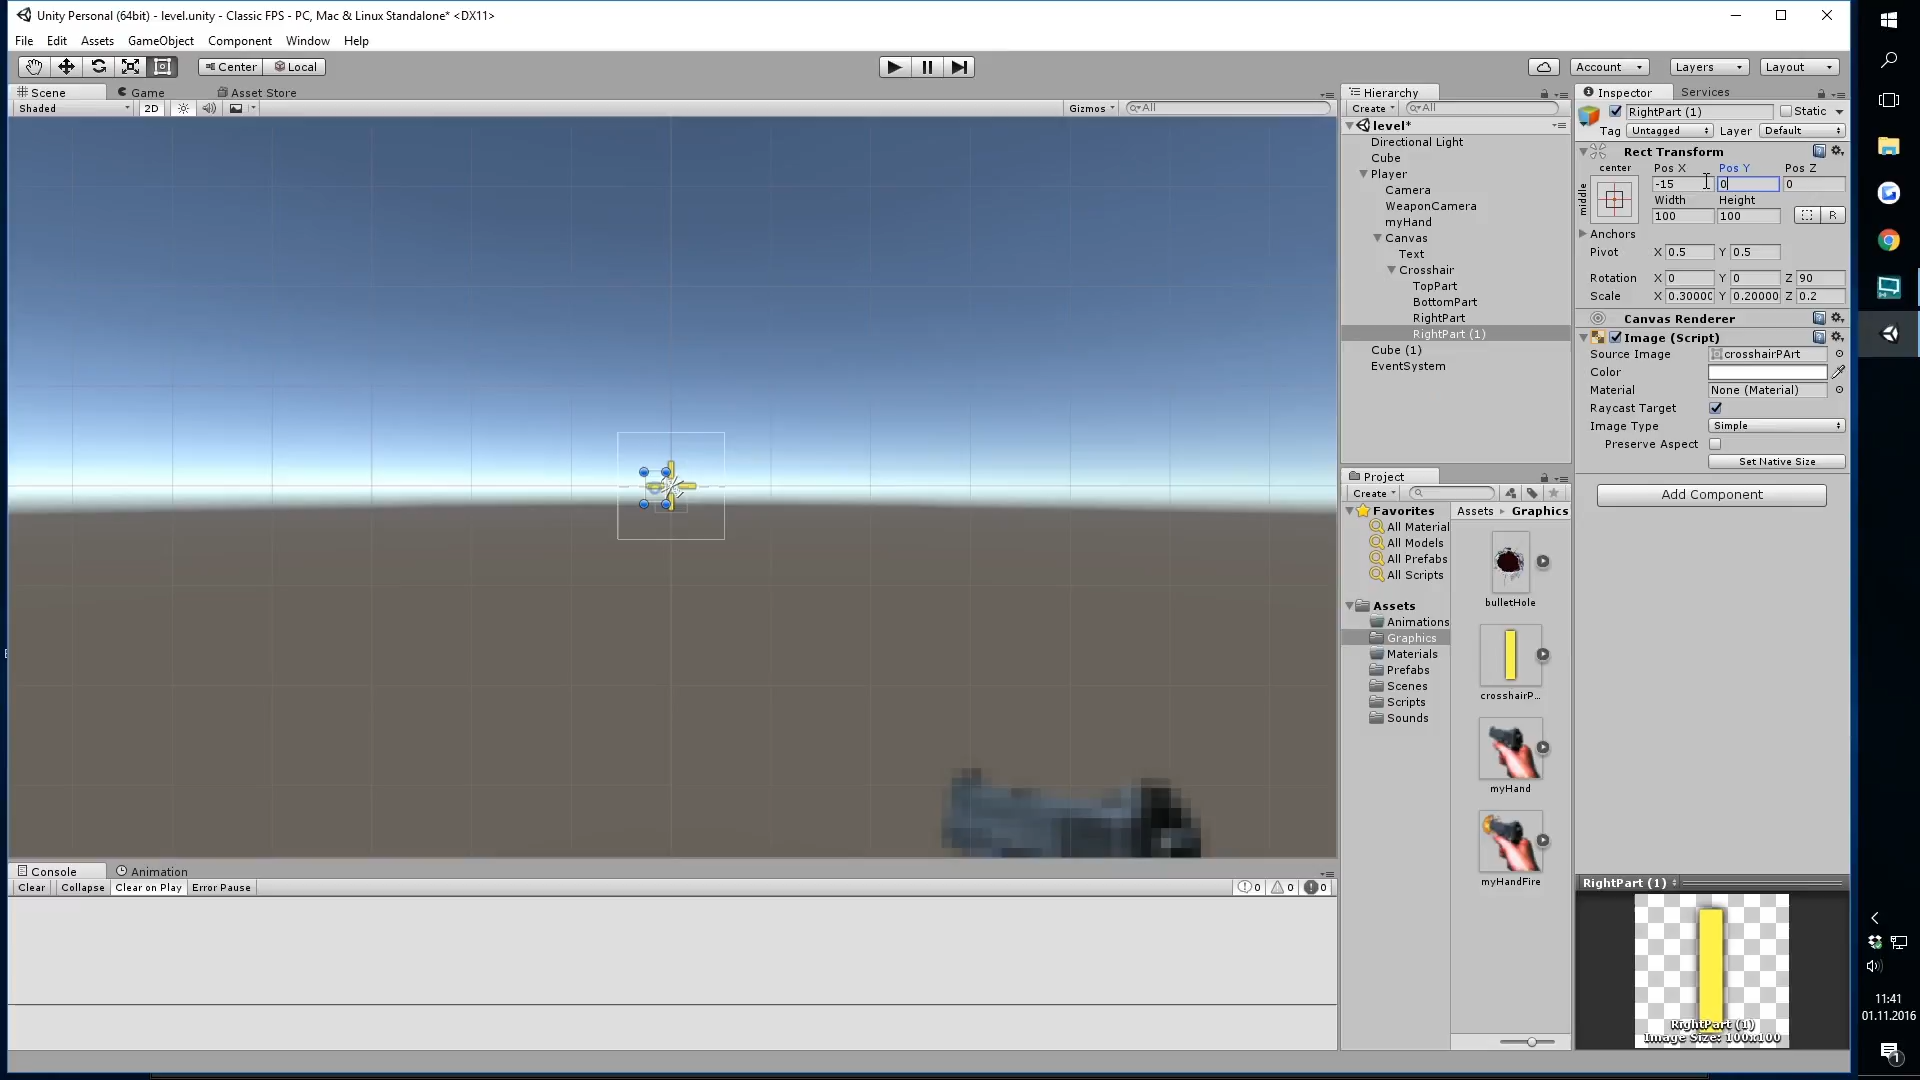 Unity Personal (64bit) - level.unity - Classic FPS - PC, Mac & Linux Standalone* <DX11>
File Edit Assets GameObject Component Window Help
Center Local Account Layers Layout
Scene Game Asset Store
Shaded 2D Gizmos All
Hierarchy
Create All
level*
Directional Light
Cube
Player
Camera
WeaponCamera
myHand
Canvas
Text
Crosshair
TopPart
BottomPart
RightPart
RightPart (1)
Cube (1)
EventSystem
Project
Create
Favorites
All Material
All Models
All Prefabs
All Scripts
Assets
Animations
Graphics
Materials
Prefabs
Scenes
Scripts
Sounds
Assets Graphics
bulletHole
crosshairP...
myHand
myHandFire
Inspector Services
RightPart (1) Static
Tag Untagged Layer Default
Rect Transform
center Pos X Pos Y Pos Z
middle -15 0 0
Width Height
100 100 R
Anchors
Pivot X 0.5 Y 0.5
Rotation X 0 Y 0 Z 90
Scale X 0.30000 Y 0.20000 Z 0.2
Canvas Renderer
Image (Script)
Source Image crosshairPArt
Color
Material None (Material)
Raycast Target
Image Type Simple
Preserve Aspect
Set Native Size
Add Component
RightPart (1)
RightPart (1)
Image Size: 100x100
Console Animation
Clear Collapse Clear on Play Error Pause 0 0 0
11:41
01.11.2016
1